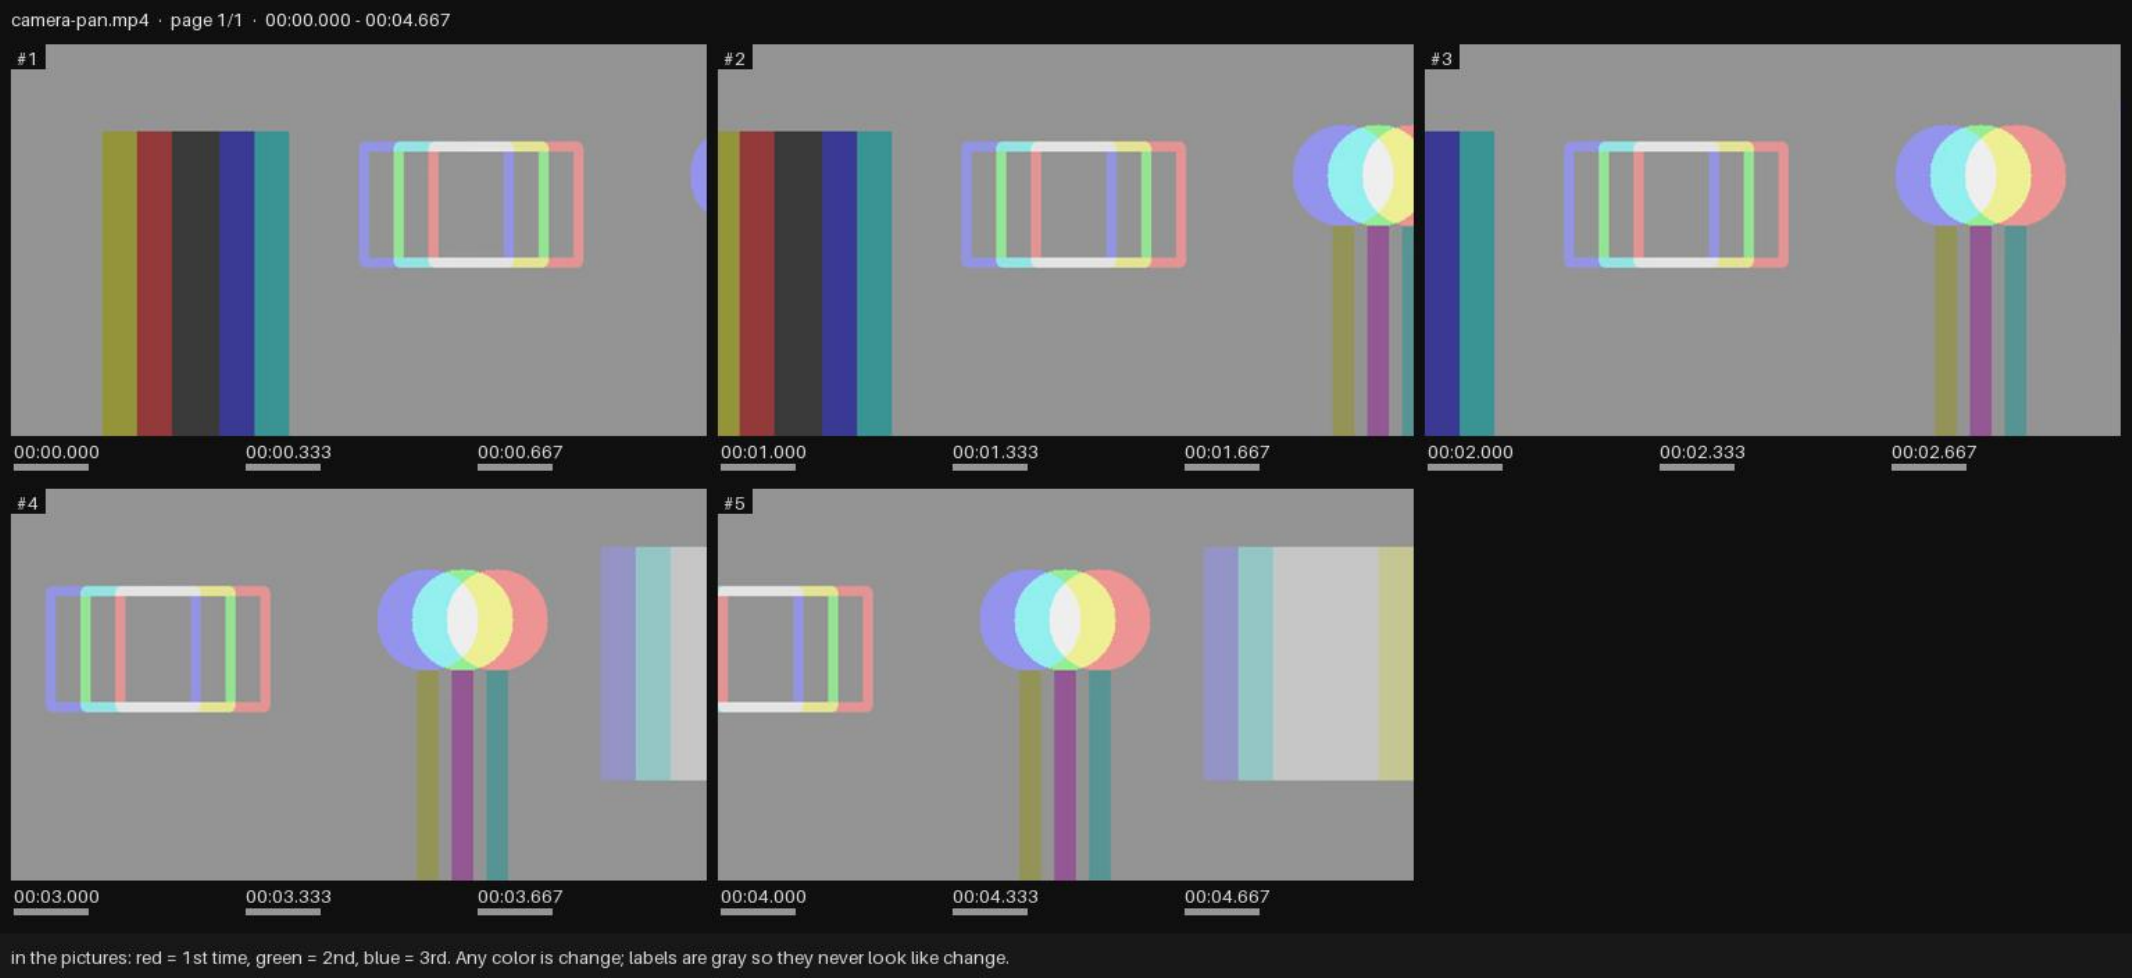 camera-pan.mp4 · page 1/1 · 00:00.000 - 00:04.667
#1
#2
#3
00:00.000 00:00.333 00:00.667
00:01.000 00:01.333 00:01.667
00:02.000 00:02.333 00:02.667
#4
#5
00:03.000 00:03.333 00:03.667
00:04.000 00:04.333 00:04.667
in the pictures: red = 1st time, green = 2nd, blue = 3rd. Any color is change; labels are gray so they never look like change.